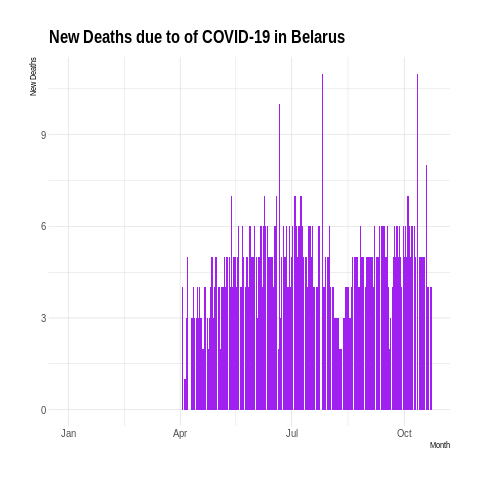 New Deaths due to of COVID-19 in Belarus
New Deaths
9
6
3
0
Jan Apr Jul Oct
Month